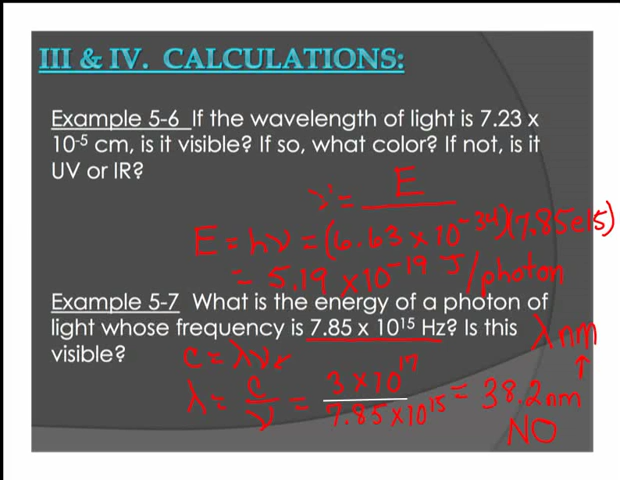 III & IV. CALCULATIONS:
Example 5-6 If the wavelength of light is 7.23 x
10⁻⁵ cm, is it visible? If so, what color? If not, is it
UV or IR?
ν = E
E = hν = (6.63 × 10⁻³⁴)(7.85e15)
= 5.19 × 10⁻¹⁹ J/photon
Example 5-7 What is the energy of a photon of
light whose frequency is 7.85 x 10¹⁵ Hz? Is this
visible?
λ nm
↑
c = λν
λ = c/ν = 3 × 10¹⁷ / 7.85 × 10¹⁵ = 38.2 nm
NO